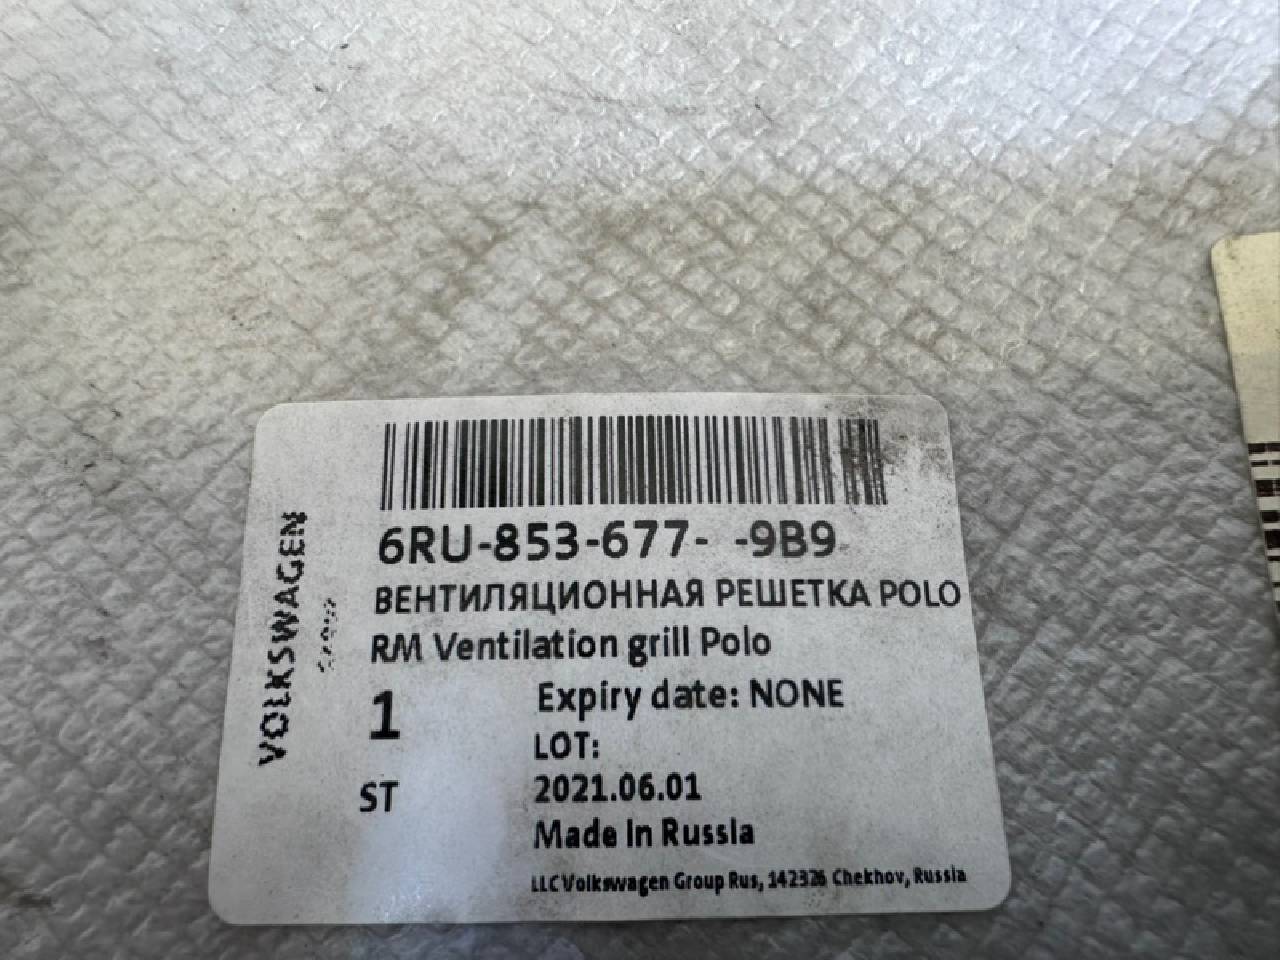 6RU-853-677- -9B9
ВЕНТИЛЯЦИОННАЯ РЕШЕТКА POLO
RM Ventilation grill Polo
1
ST
Expiry date: NONE
LOT:
2021.06.01
Made in Russia
LLC Volkswagen Group Rus, 142326 Chekhov, Russia
VOLKSWAGEN